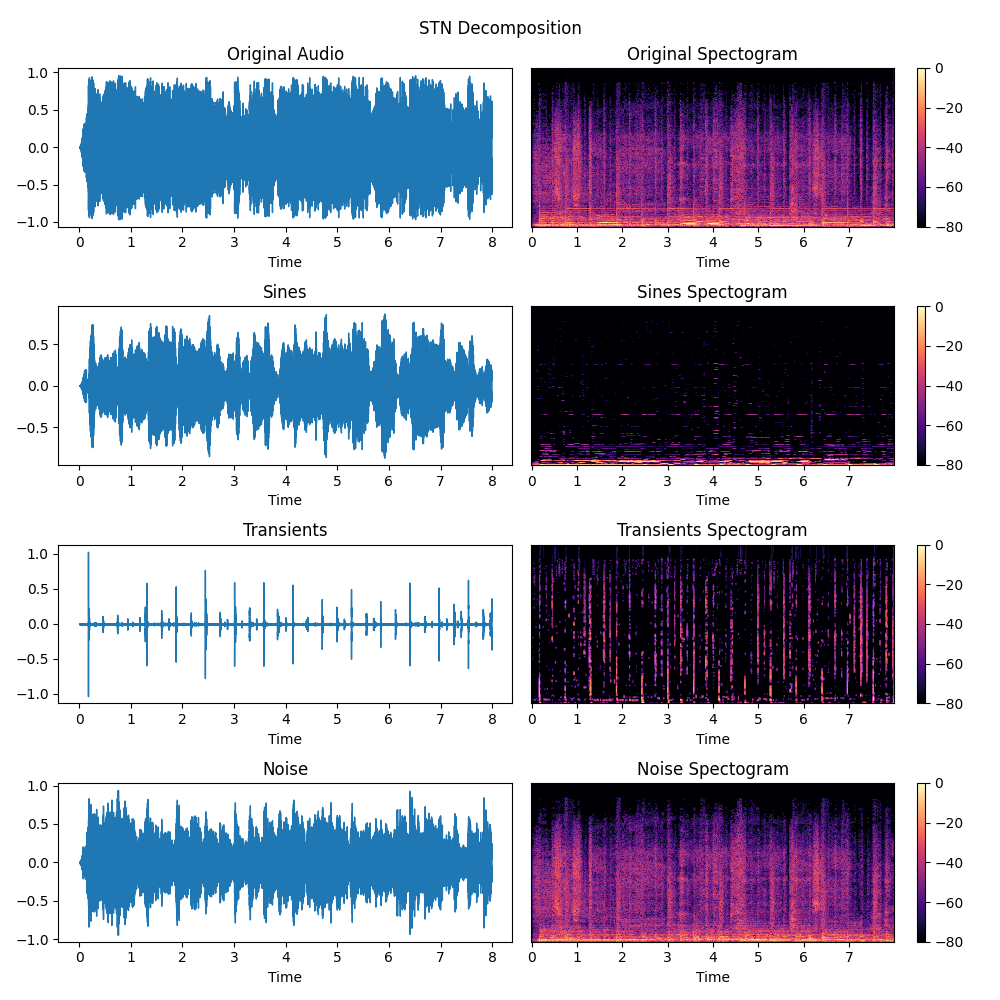 STN Decomposition
Original Audio
Original Spectogram
1.0
0.5
0.0
−0.5
−1.0
0 1 2 3 4 5 6 7 8
Time
0 1 2 3 4 5 6 7
Time
0
−20
−40
−60
−80
Sines
Sines Spectogram
0.5
0.0
−0.5
0 1 2 3 4 5 6 7 8
Time
0 1 2 3 4 5 6 7
Time
0
−20
−40
−60
−80
Transients
Transients Spectogram
1.0
0.5
0.0
−0.5
−1.0
0 1 2 3 4 5 6 7 8
Time
0 1 2 3 4 5 6 7
Time
0
−20
−40
−60
−80
Noise
Noise Spectogram
1.0
0.5
0.0
−0.5
−1.0
0 1 2 3 4 5 6 7 8
Time
0 1 2 3 4 5 6 7
Time
0
−20
−40
−60
−80